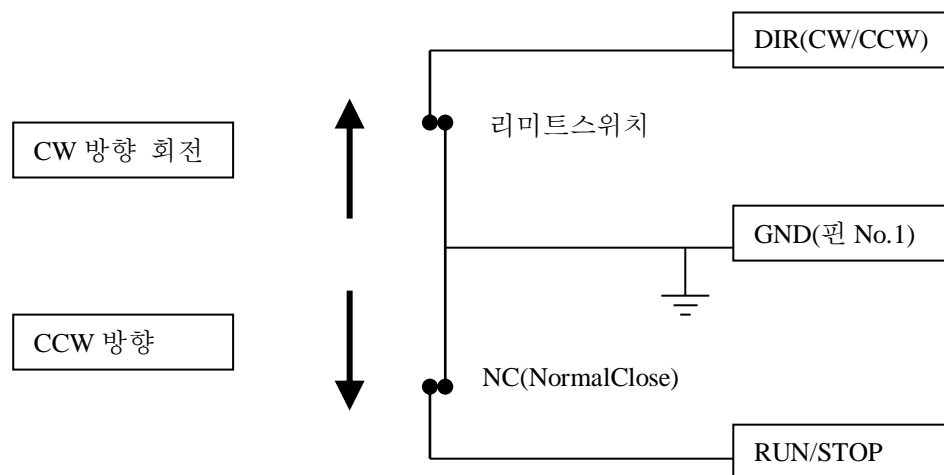 DIR(CW/CCW)
리미트스위치
CW 방향 회전
GND(핀 No.1)
CCW 방향
NC(NormalClose)
RUN/STOP